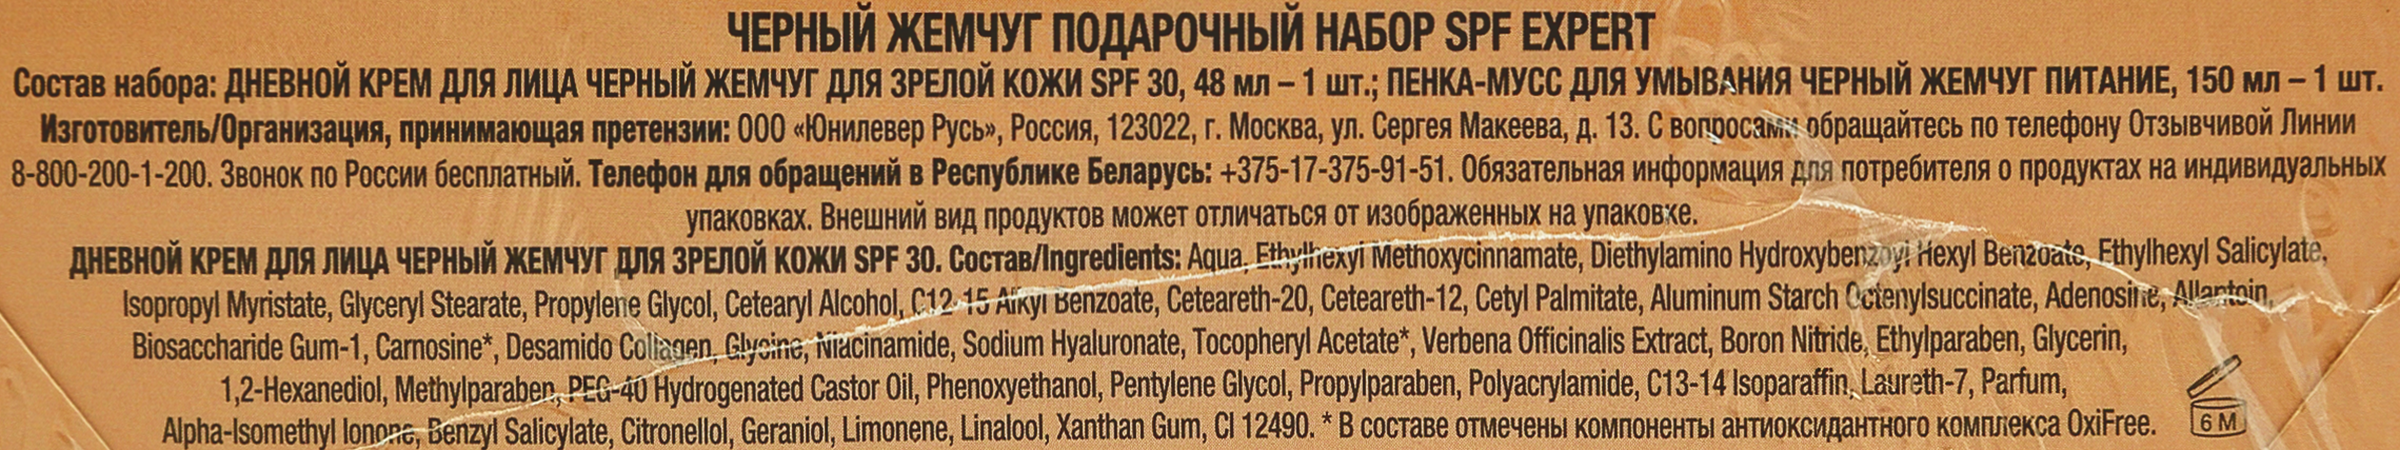 ЧЕРНЫЙ ЖЕМЧУГ ПОДАРОЧНЫЙ НАБОР SPF EXPERT
Состав набора: ДНЕВНОЙ КРЕМ ДЛЯ ЛИЦА ЧЕРНЫЙ ЖЕМЧУГ ДЛЯ ЗРЕЛОЙ КОЖИ SPF 30, 48 мл – 1 шт.; ПЕНКА-МУСС ДЛЯ УМЫВАНИЯ ЧЕРНЫЙ ЖЕМЧУГ ПИТАНИЕ, 150 мл – 1 шт.
Изготовитель/Организация, принимающая претензии: ООО «Юнилевер Русь», Россия, 123022, г. Москва, ул. Сергея Макеева, д. 13. С вопросами обращайтесь по телефону Отзывчивой Линии
8-800-200-1-200. Звонок по России бесплатный. Телефон для обращений в Республике Беларусь: +375-17-375-91-51. Обязательная информация для потребителя о продуктах на индивидуальных
упаковках. Внешний вид продуктов может отличаться от изображенных на упаковке.
ДНЕВНОЙ КРЕМ ДЛЯ ЛИЦА ЧЕРНЫЙ ЖЕМЧУГ ДЛЯ ЗРЕЛОЙ КОЖИ SPF 30. Состав/Ingredients: Aqua, Ethylhexyl Methoxycinnamate, Diethylamino Hydroxybenzoyl Hexyl Benzoate, Ethylhexyl Salicylate,
Isopropyl Myristate, Glyceryl Stearate, Propylene Glycol, Cetearyl Alcohol, C12-15 Alkyl Benzoate, Ceteareth-20, Ceteareth-12, Cetyl Palmitate, Aluminum Starch Octenylsuccinate, Adenosine, Allantoin,
Biosaccharide Gum-1, Carnosine*, Desamido Collagen, Glycine, Niacinamide, Sodium Hyaluronate, Tocopheryl Acetate*, Verbena Officinalis Extract, Boron Nitride, Ethylparaben, Glycerin,
1,2-Hexanediol, Methylparaben, PEG-40 Hydrogenated Castor Oil, Phenoxyethanol, Pentylene Glycol, Propylparaben, Polyacrylamide, C13-14 Isoparaffin, Laureth-7, Parfum,
Alpha-Isomethyl Ionone, Benzyl Salicylate, Citronellol, Geraniol, Limonene, Linalool, Xanthan Gum, CI 12490. * В составе отмечены компоненты антиоксидантного комплекса OxiFree.
6 M